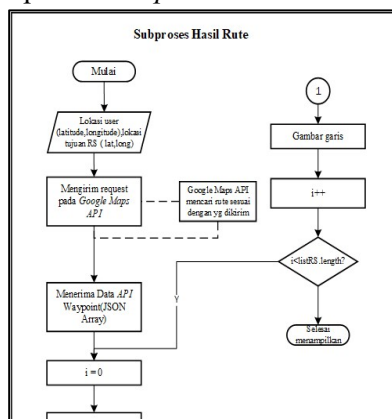 Subproses Hasil Rute
Mulai
Lokasi user
(latitude,longitude),lokasi
tujuan RS ( lat,long)
Mengirim request
pada Google Maps
API
Google Maps API
mencari rute sesuai
dengan yg dikirim
Menerima Data API
Waypoint(JSON
Array)
i = 0
1
Gambar garis
i++
i<listRS.length?
Y
Selesai
menampilkan